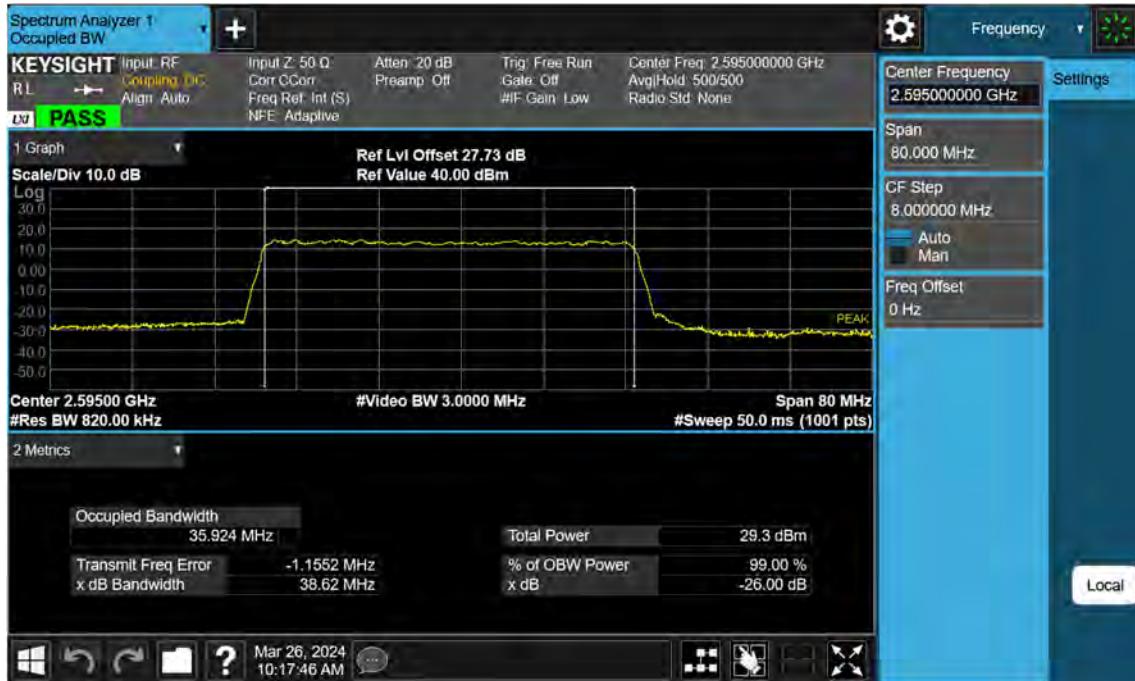 Spectrum Analyzer 1
Occupied BW
+
Frequency
KEYSIGHT
RL
LXI
PASS
Input: RF
Coupling: DC
Align: Auto
Input Z: 50 Ω
Corr CCorr
Freq Ref: Int (S)
NFE: Adaptive
Atten: 20 dB
Preamp: Off
Trig: Free Run
Gate: Off
#IF Gain: Low
Center Freq: 2.595000000 GHz
Avg|Hold: 500/500
Radio Std: None
Center Frequency
2.595000000 GHz
Settings
Span
80.000 MHz
CF Step
8.000000 MHz
Auto
Man
Freq Offset
0 Hz
1 Graph
Scale/Div 10.0 dB
Ref Lvl Offset 27.73 dB
Ref Value 40.00 dBm
Log
30.0
20.0
10.0
0.00
-10.0
-20.0
-30.0
-40.0
-50.0
PEAK
Center 2.59500 GHz
#Video BW 3.0000 MHz
Span 80 MHz
#Res BW 820.00 kHz
#Sweep 50.0 ms (1001 pts)
2 Metrics
Occupied Bandwidth
35.924 MHz
Total Power 29.3 dBm
Transmit Freq Error -1.1552 MHz
% of OBW Power 99.00 %
x dB Bandwidth 38.62 MHz
x dB -26.00 dB
Local
?
Mar 26, 2024
10:17:46 AM